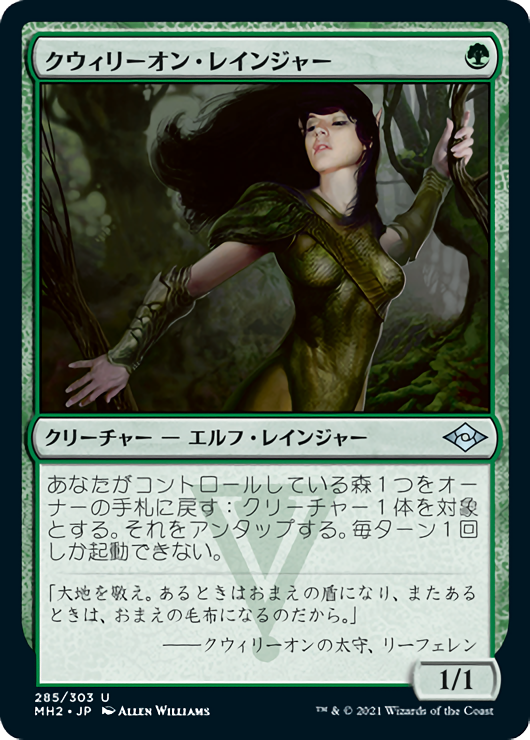 クウィリーオン・レインジャー
クリーチャー — エルフ・レインジャー
あなたがコントロールしている森１つをオー
ナーの手札に戻す：クリーチャー１体を対象
とする。それをアンタップする。毎ターン１回
しか起動できない。
「大地を敬え。あるときはおまえの盾になり、またある
ときは、おまえの毛布になるのだから。」
――クウィリーオンの太守、リーフェレン
1/1
285/303 U
MH2 • JP Allen Williams
™ & © 2021 Wizards of the Coast